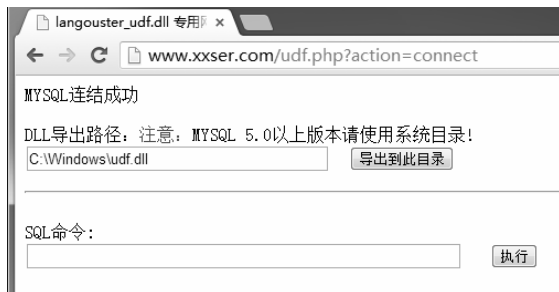 langouster_udf.dll 专用
www.xxser.com/udf.php?action=connect
MYSQL连结成功
DLL导出路径：注意：MYSQL 5.0以上版本请使用系统目录!
C:\Windows\udf.dll 导出到此目录
SQL命令:
执行